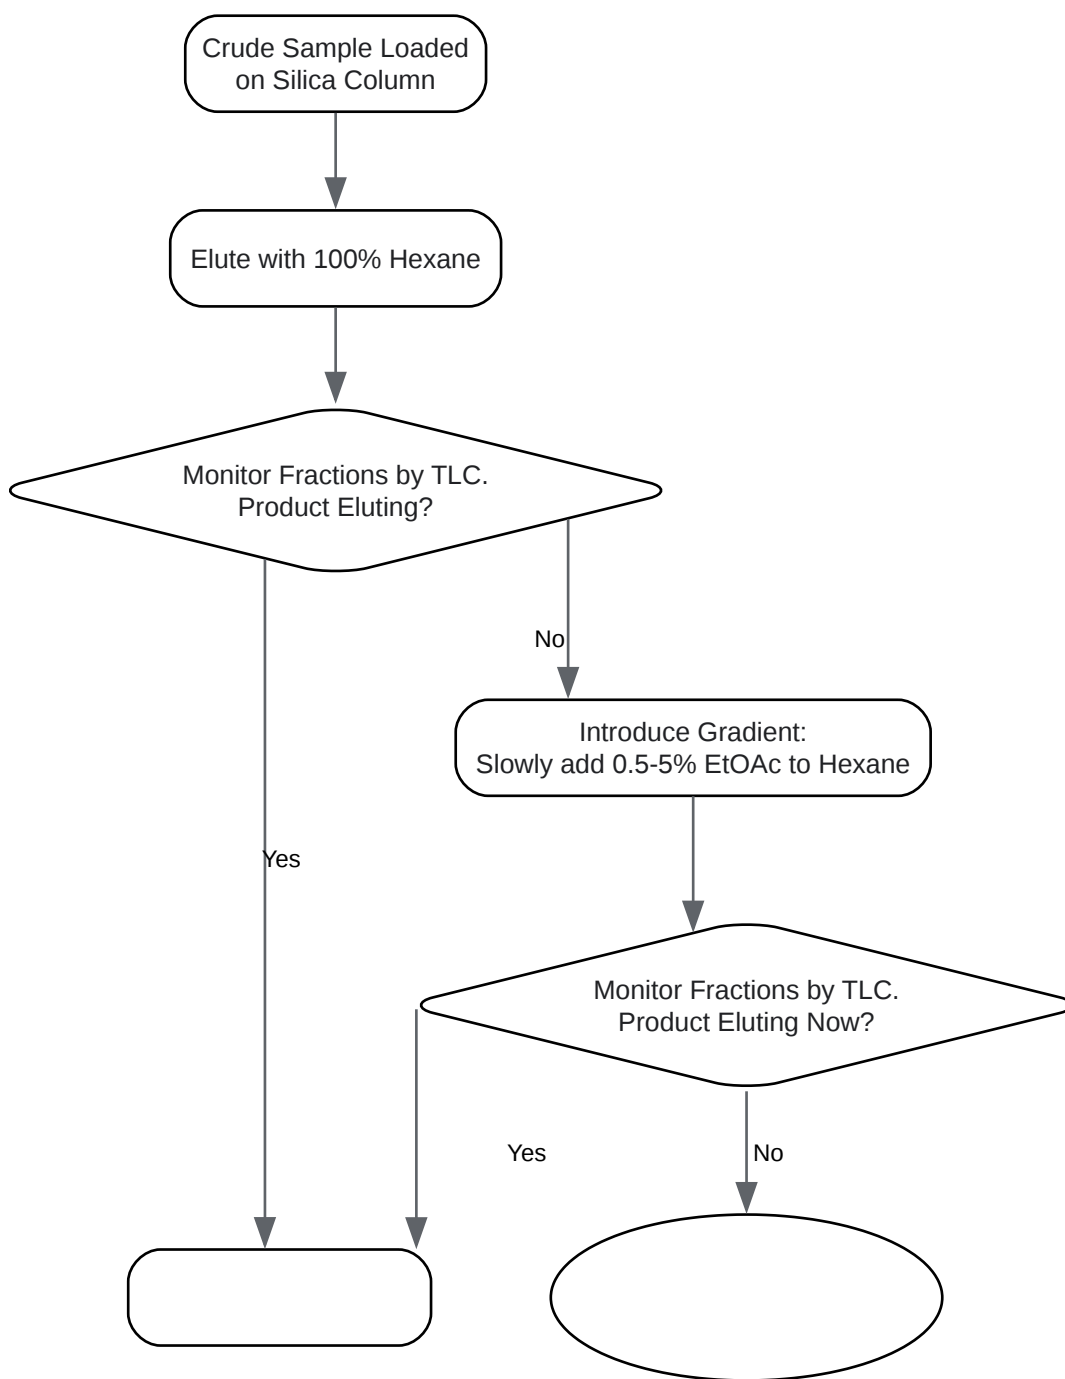 Crude Sample Loaded
on Silica Column
Elute with 100% Hexane
Monitor Fractions by TLC.
Product Eluting?
No
Introduce Gradient:
Slowly add 0.5-5% EtOAc to Hexane
Yes
Monitor Fractions by TLC.
Product Eluting Now?
Yes
No